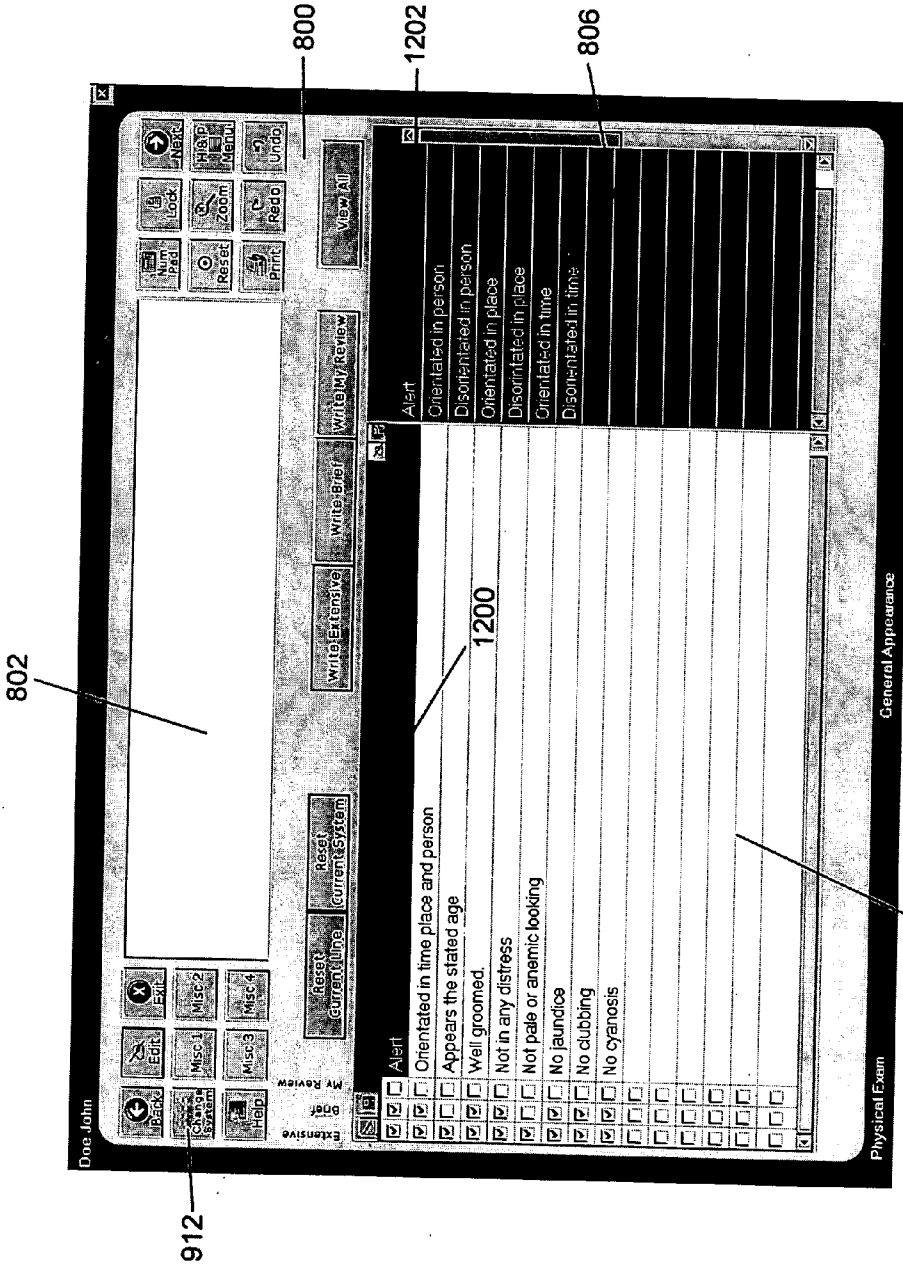 802
Doe John
Back
Edit
Exit
Change System
Misc 1
Misc 2
Help
Misc 3
Misc 4
912
Num Pad
Lock
Next
Reset
Zoom
H&P Menu
Print
Redo
Undo
800
Extensive
Brief
My Review
Reset Current Line
Reset Current System
Write Extensive
Write Brief
Write My Review
View All
1202
Alert
Orientated in time place and person
Appears the stated age
Well groomed
Not in any distress
Not pale or anemic looking
No jaundice
No clubbing
No cyanosis
1200
Alert
Orientated in person
Disorientated in person
Orientated in place
Disorintated in place
Orientated in time
Disorientated in time
806
Physical Exam
General Appearance